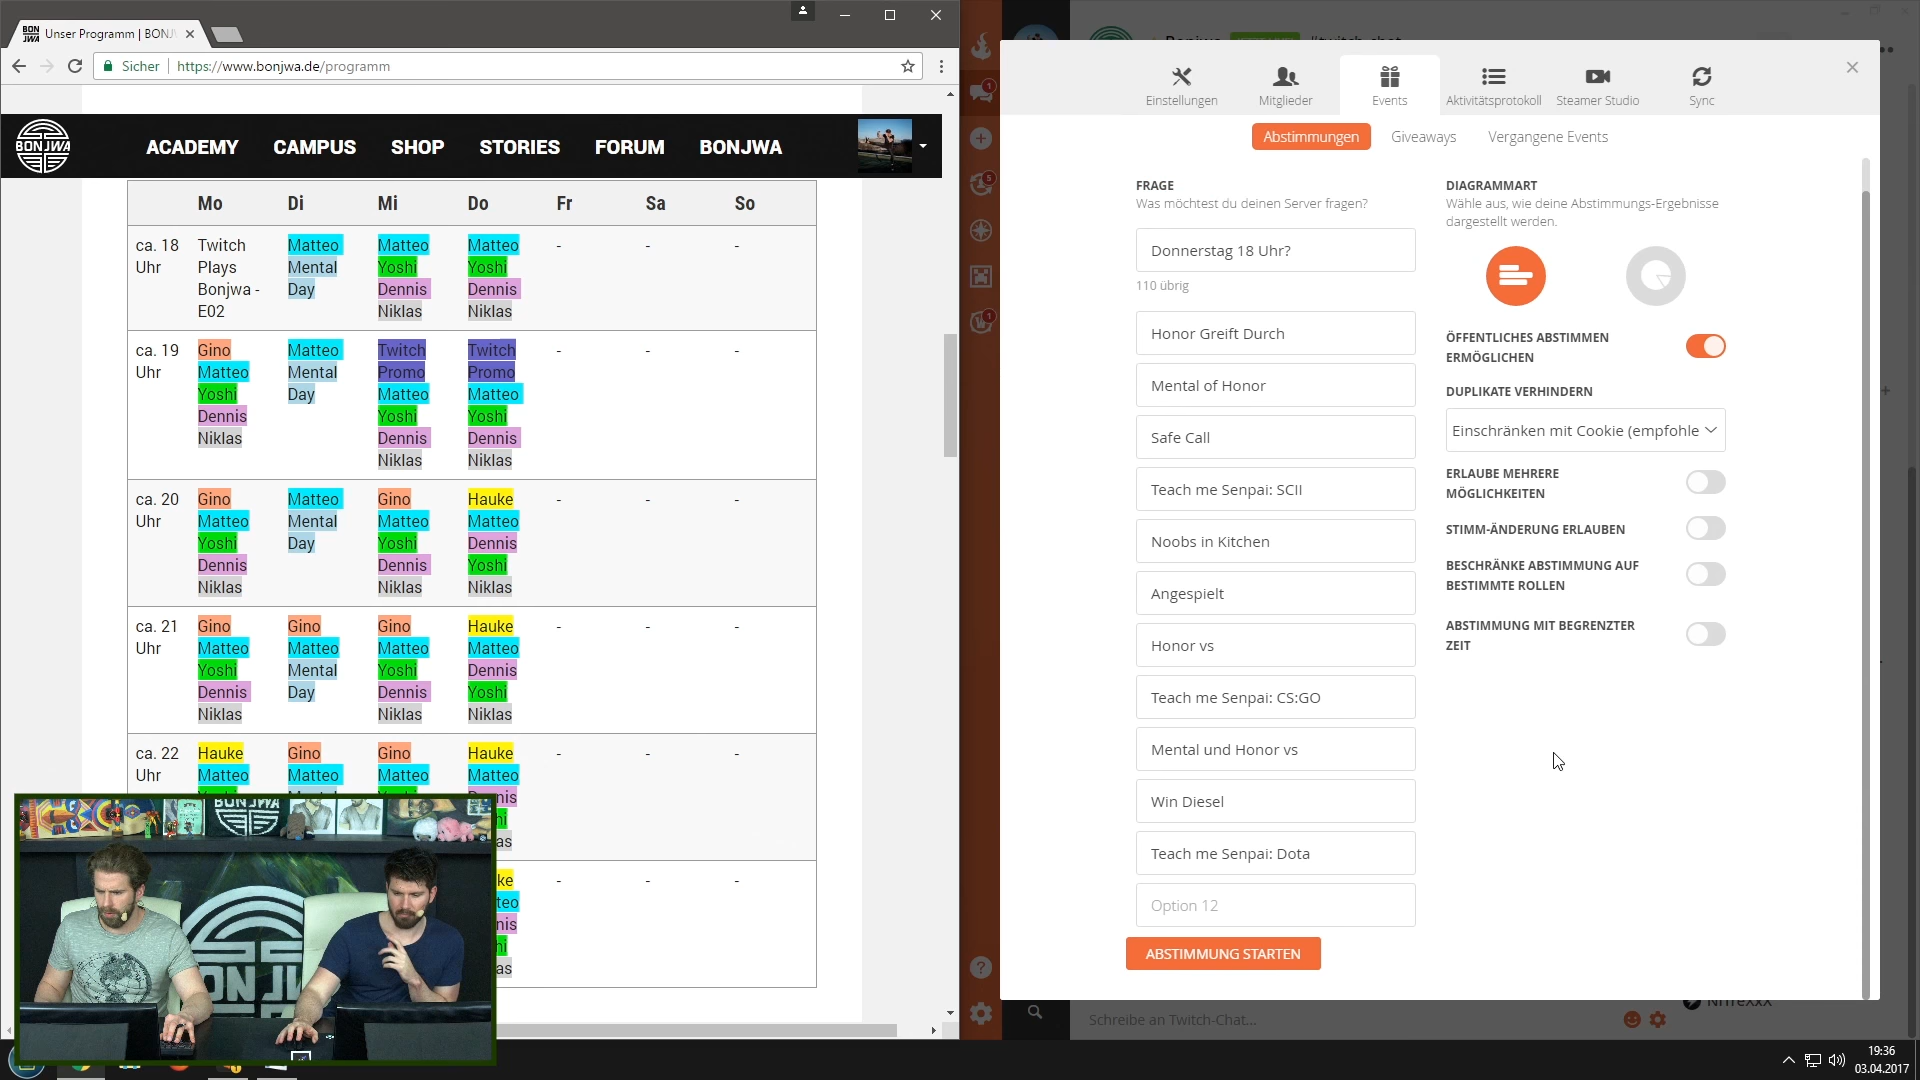 Unser Programm | BONJW
Sicher
https://www.bonjwa.de/programm
BONJWA
ACADEMY
CAMPUS
SHOP
STORIES
FORUM
BONJWA
Mo
Di
Mi
Do
Fr
Sa
So
ca. 18 Uhr
Twitch Plays Bonjwa - E02
Matteo Mental Day
Matteo Yoshi Dennis Niklas
Matteo Yoshi Dennis Niklas
-
-
-
ca. 19 Uhr
Gino Matteo Yoshi Dennis Niklas
Matteo Mental Day
Twitch Promo Matteo Yoshi Dennis Niklas
Twitch Promo Matteo Yoshi Dennis Niklas
-
-
-
ca. 20 Uhr
Gino Matteo Yoshi Dennis Niklas
Matteo Mental Day
Gino Matteo Yoshi Dennis Niklas
Hauke Matteo Dennis Yoshi Niklas
-
-
-
ca. 21 Uhr
Gino Matteo Yoshi Dennis Niklas
Gino Matteo Mental Day
Gino Matteo Yoshi Dennis Niklas
Hauke Matteo Dennis Yoshi Niklas
-
-
-
ca. 22 Uhr
Hauke Matteo
Gino Matteo
Gino Matteo
Hauke Matteo
-
-
-
-
-
-
BONJWA
BONJWA
Einstellungen
Mitglieder
Events
Aktivitätsprotokoll
Steamer Studio
Sync
Abstimmungen
Giveaways
Vergangene Events
FRAGE
Was möchtest du deinen Server fragen?
Donnerstag 18 Uhr?
110 übrig
Honor Greift Durch
Mental of Honor
Safe Call
Teach me Senpai: SCII
Noobs in Kitchen
Angespielt
Honor vs
Teach me Senpai: CS:GO
Mental und Honor vs
Win Diesel
Teach me Senpai: Dota
Option 12
ABSTIMMUNG STARTEN
DIAGRAMMART
Wähle aus, wie deine Abstimmungs-Ergebnisse
dargestellt werden.
ÖFFENTLICHES ABSTIMMEN
ERMÖGLICHEN
DUPLIKATE VERHINDERN
Einschränken mit Cookie (empfohle
ERLAUBE MEHRERE
MÖGLICHKEITEN
STIMM-ÄNDERUNG ERLAUBEN
BESCHRÄNKE ABSTIMMUNG AUF
BESTIMMTE ROLLEN
ABSTIMMUNG MIT BEGRENZTER
ZEIT
1
5
1
Schreibe an Twitch-Chat...
19:36
03.04.2017